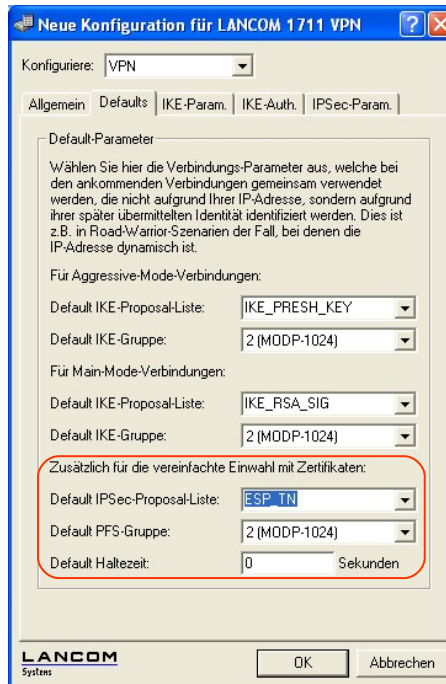 Neue Konfiguration für LANCOM 1711 VPN
Konfiguriere: VPN
Allgemein Defaults IKE-Param. IKE-Auth. IPSec-Param.
Default-Parameter
Wählen Sie hier die Verbindungs-Parameter aus, welche bei
den ankommenden Verbindungen gemeinsam verwendet
werden, die nicht aufgrund Ihrer IP-Adresse, sondern aufgrund
ihrer später übermittelten Identität identifiziert werden. Dies ist
z.B. in Road-Warrior-Szenarien der Fall, bei denen die
IP-Adresse dynamisch ist.
Für Aggressive-Mode-Verbindungen:
Default IKE-Proposal-Liste: IKE_PRESH_KEY
Default IKE-Gruppe: 2 (MODP-1024)
Für Main-Mode-Verbindungen:
Default IKE-Proposal-Liste: IKE_RSA_SIG
Default IKE-Gruppe: 2 (MODP-1024)
Zusätzlich für die vereinfachte Einwahl mit Zertifikaten:
Default IPSec-Proposal-Liste: ESP_TN
Default PFS-Gruppe: 2 (MODP-1024)
Default Haltezeit: 0 Sekunden
LANCOM
Systems
OK Abbrechen